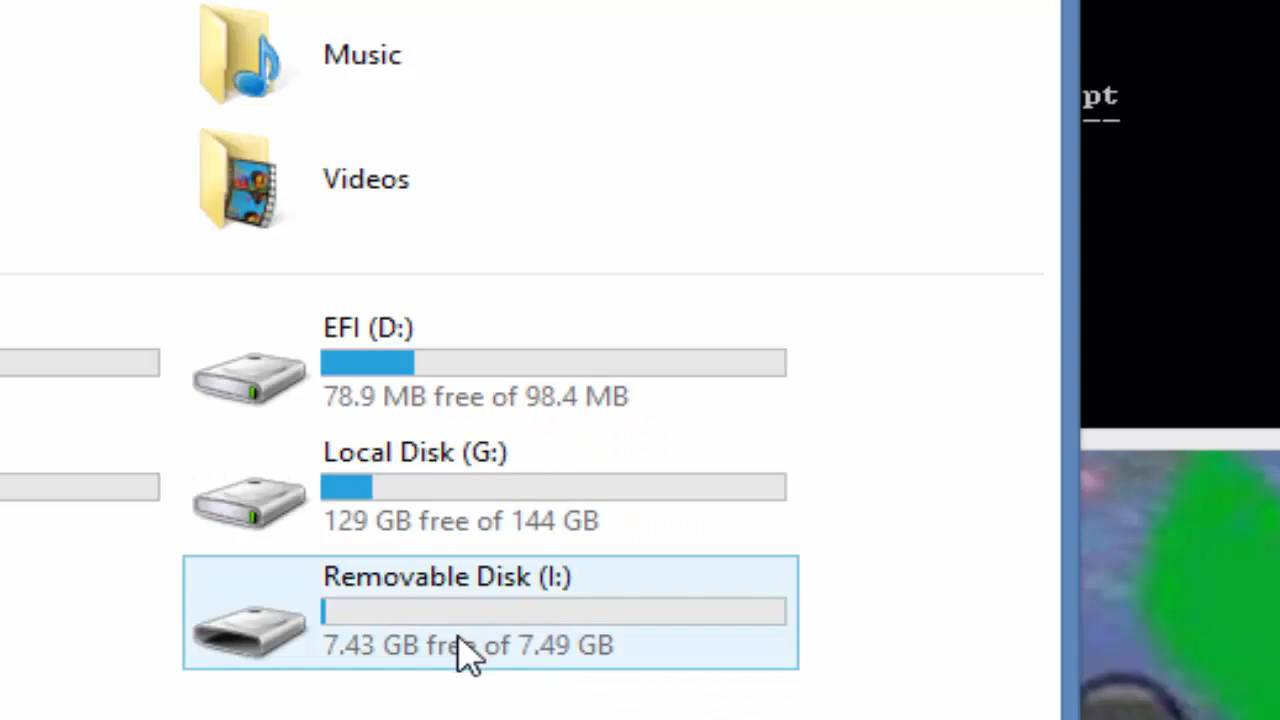 Music
pt
Videos
EFI (D:)
78.9 MB free of 98.4 MB
Local Disk (G:)
129 GB free of 144 GB
Removable Disk (I:)
7.43 GB free of 7.49 GB